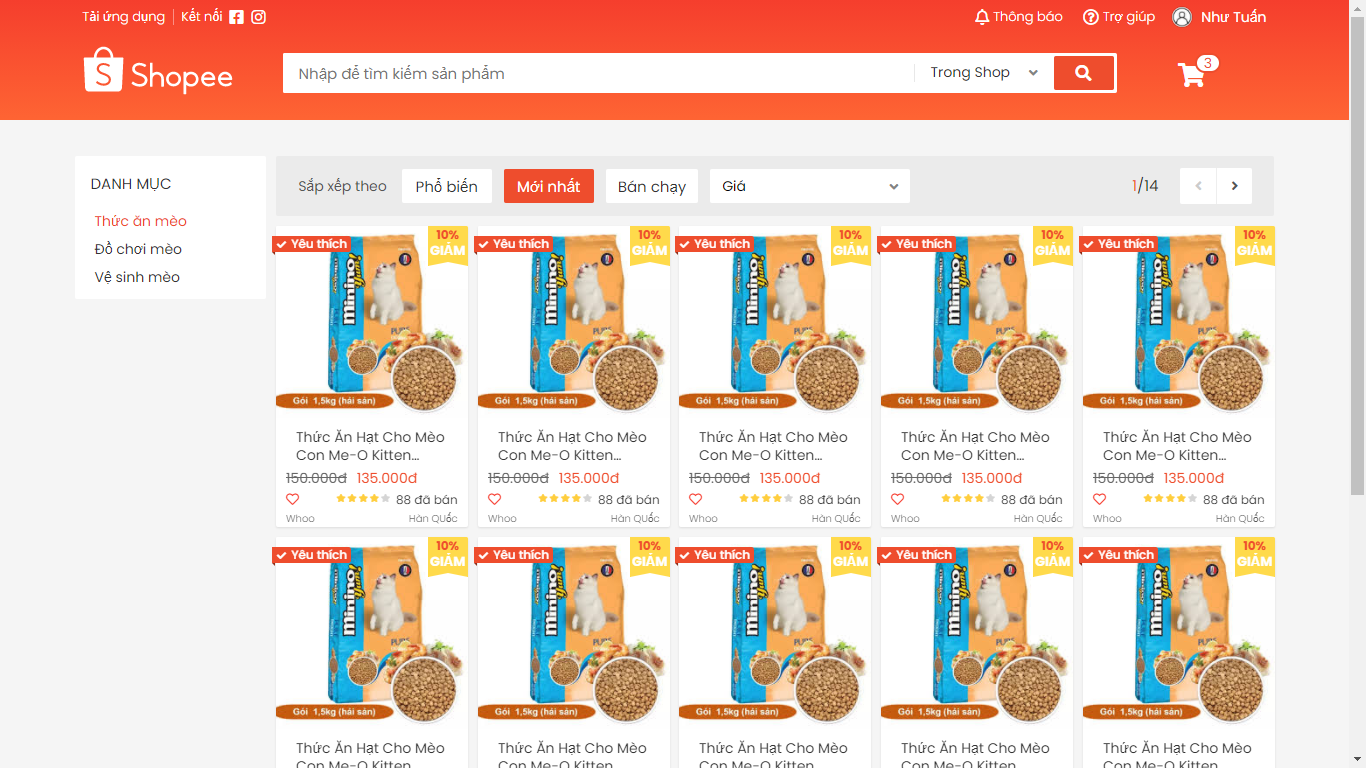 Tải ứng dụng Kết nối Thông báo Trợ giúp Như Tuấn
Shopee
Nhập để tìm kiếm sản phẩm Trong Shop 3
DANH MỤC
Thức ăn mèo
Đồ chơi mèo
Vệ sinh mèo
Sắp xếp theo Phổ biến Mới nhất Bán chạy Giá 1/14
Yêu thích 10% GIẢM Yêu thích 10% GIẢM Yêu thích 10% GIẢM Yêu thích 10% GIẢM Yêu thích 10% GIẢM
minino minino minino minino minino
Gói 1,5kg (hải sản) Gói 1,5kg (hải sản) Gói 1,5kg (hải sản) Gói 1,5kg (hải sản) Gói 1,5kg (hải sản)
Thức Ăn Hạt Cho Mèo Thức Ăn Hạt Cho Mèo Thức Ăn Hạt Cho Mèo Thức Ăn Hạt Cho Mèo Thức Ăn Hạt Cho Mèo
Con Me-O Kitten... Con Me-O Kitten... Con Me-O Kitten... Con Me-O Kitten... Con Me-O Kitten...
150.000đ 135.000đ 150.000đ 135.000đ 150.000đ 135.000đ 150.000đ 135.000đ 150.000đ 135.000đ
88 đã bán 88 đã bán 88 đã bán 88 đã bán 88 đã bán
Whoo Hàn Quốc Whoo Hàn Quốc Whoo Hàn Quốc Whoo Hàn Quốc Whoo Hàn Quốc
Yêu thích 10% GIẢM Yêu thích 10% GIẢM Yêu thích 10% GIẢM Yêu thích 10% GIẢM Yêu thích 10% GIẢM
minino minino minino minino minino
Gói 1,5kg (hải sản) Gói 1,5kg (hải sản) Gói 1,5kg (hải sản) Gói 1,5kg (hải sản) Gói 1,5kg (hải sản)
Thức Ăn Hạt Cho Mèo Thức Ăn Hạt Cho Mèo Thức Ăn Hạt Cho Mèo Thức Ăn Hạt Cho Mèo Thức Ăn Hạt Cho Mèo
Con Me-O Kitten Con Me-O Kitten Con Me-O Kitten Con Me-O Kitten Con Me-O Kitten